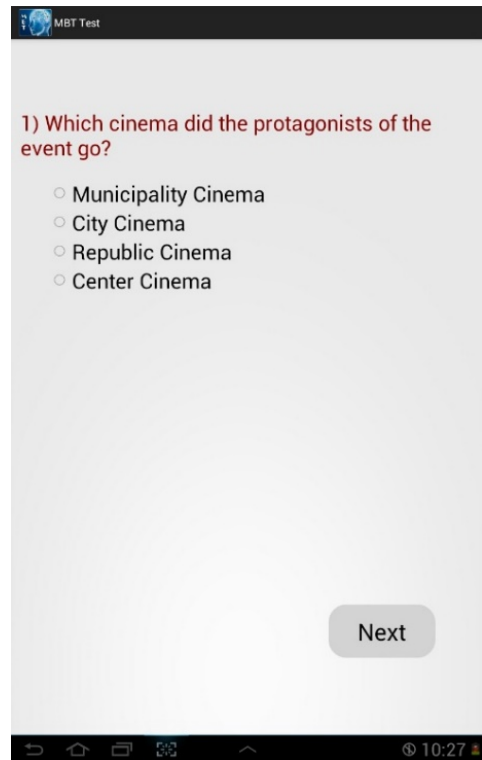 MBT Test
1) Which cinema did the protagonists of the
event go?
Municipality Cinema
City Cinema
Republic Cinema
Center Cinema
Next
10:27